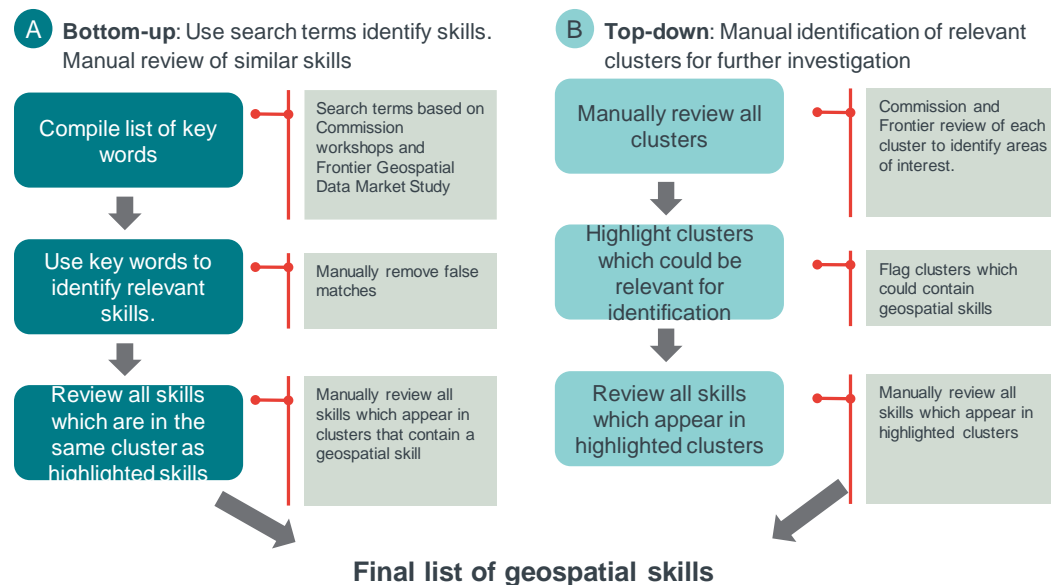 A
Bottom-up: Use search terms identify skills.
Manual review of similar skills
Compile list of key
words
Search terms based on
Commission
workshops and
Frontier Geospatial
Data Market Study
Use key words to
identify relevant
skills.
Manually remove false
matches
Review all skills
which are in the
same cluster as
highlighted skills
Manually review all
skills which appear in
clusters that contain a
geospatial skill
B
Top-down: Manual identification of relevant
clusters for further investigation
Manually review all
clusters
Commission and
Frontier review of each
cluster to identify areas
of interest.
Highlight clusters
which could be
relevant for
identification
Flag clusters which
could contain
geospatial skills
Review all skills
which appear in
highlighted clusters
Manually review all
skills which appear in
highlighted clusters
Final list of geospatial skills